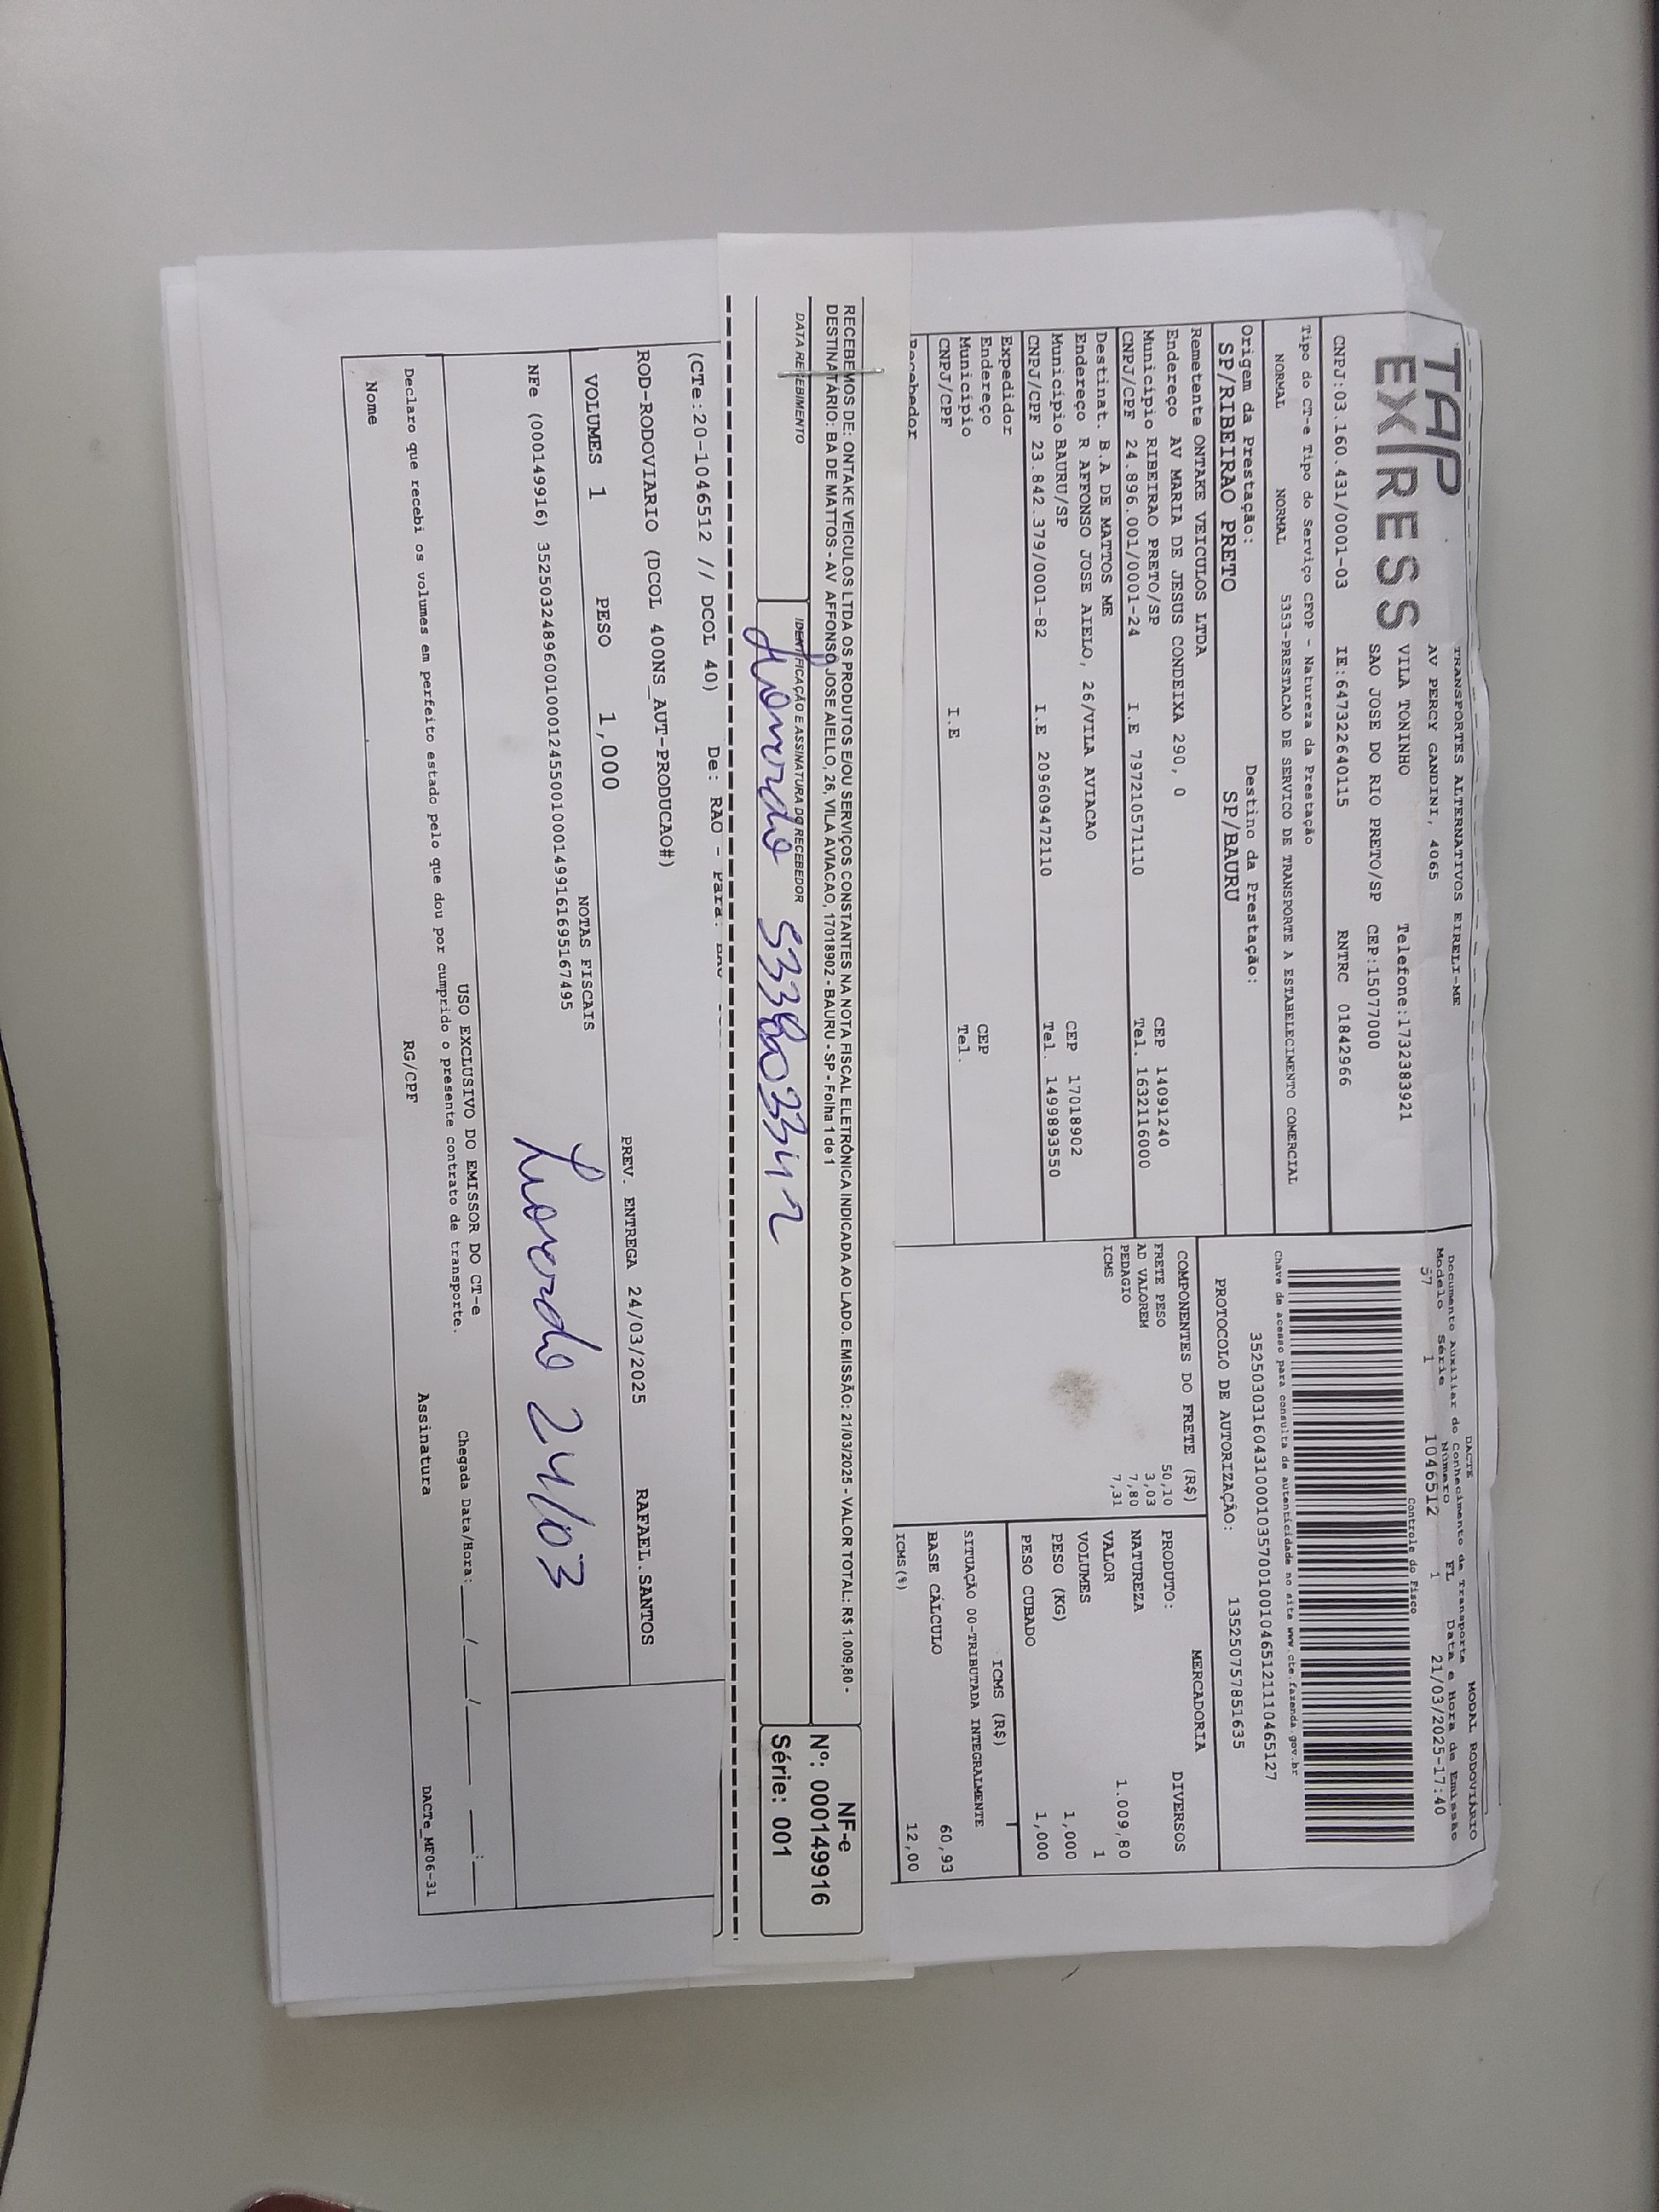 TAP
EXPRESS
TRANSPORTES ALTERNATIVOS EIRELI-ME
AV PERCY GANDINI, 4065
VILA TONINHO Telefone:1732383921
SAO JOSE DO RIO PRETO/SP CEP:15077000
CNPJ:03.160.431/0001-03 IE:647322640115 RNTRC 01842966
Tipo do CT-e Tipo do Serviço CFOP - Natureza da Prestação
NORMAL NORMAL 5353-PRESTACAO DE SERVICO DE TRANSPORTE A ESTABELECIMENTO COMERCIAL
Origem da Prestação: Destino da Prestação:
SP/RIBEIRAO PRETO SP/BAURU
Remetente ONTAKE VEICULOS LTDA
Endereço AV MARIA DE JESUS CONDEIXA 290, 0 CEP 14091240
Município RIBEIRAO PRETO/SP Tel. 1632116000
CNPJ/CPF 24.896.001/0001-24 I.E 797210571110
Destinat. B.A DE MATTOS ME
Endereço R AFFONSO JOSE AIELO, 26/VILA AVIACAO CEP 17018902
Município BAURU/SP Tel. 1499893550
CNPJ/CPF 23.842.379/0001-82 I.E 209609472110
Expedidor
Endereço CEP
Município Tel.
CNPJ/CPF I.E
Recebedor
DACTE MODAL RODOVIÁRIO
Documento Auxiliar do Conhecimento de Transporte
Modelo Série Número FL Data e Hora de Emissão
57 1 1046512 1 21/03/2025-17:40
Controle do Fisco
Chave de acesso para consulta de autenticidade no site www.cte.fazenda.gov.br
35250303160431000103570010010465121110465127
PROTOCOLO DE AUTORIZAÇÃO: 135250757851635
COMPONENTES DO FRETE (R$)
FRETE PESO 50,10
AD VALOREM 3,03
PEDAGIO 7,80
ICMS 7,31
MERCADORIA
PRODUTO: DIVERSOS
NATUREZA
VALOR 1.009,80
VOLUMES 1
PESO (KG) 1,000
PESO CUBADO 1,000
ICMS (R$)
SITUAÇÃO 00-TRIBUTADA INTEGRALMENTE
BASE CÁLCULO 60,93
ICMS(%) 12,00
RECEBEMOS DE: ONTAKE VEICULOS LTDA OS PRODUTOS E/OU SERVIÇOS CONSTANTES NA NOTA FISCAL ELETRÔNICA INDICADA AO LADO. EMISSÃO: 21/03/2025 - VALOR TOTAL: R$ 1.009,80 -
DESTINATÁRIO: BA DE MATTOS - AV AFFONSO JOSE AIELLO, 26, VILA AVIACAO, 17018902 - BAURU - SP - Folha 1 de 1
DATA RECEBIMENTO IDENTIFICAÇÃO E ASSINATURA DO RECEBEDOR
NF-e
Nº: 000149916
Série: 001
(CTe:20-1046512 // DCOL 40) De: RAO - Para:
ROD-RODOVIARIO (DCOL 400NS_AUT-PRODUCAO#) PREV. ENTREGA 24/03/2025 RAFAEL.SANTOS
VOLUMES 1 PESO 1,000 NOTAS FISCAIS
NFe (000149916) 35250324896001000124550010001499161695167495
24/03
USO EXCLUSIVO DO EMISSOR DO CT-e
Declaro que recebi os volumes em perfeito estado pelo que dou por cumprido o presente contrato de transporte. Chegada Data/Hora:___/___/____ ___:___
Nome RG/CPF Assinatura
DACTe_MF06-31